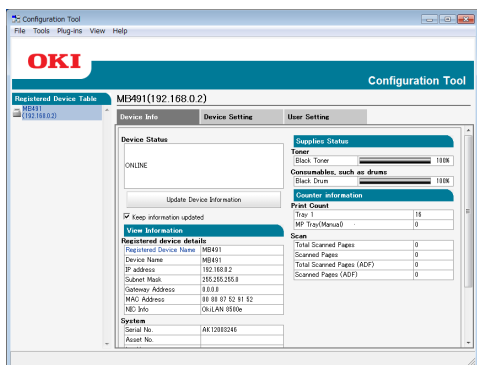 Configuration Tool
File Tools Plug-ins View Help
OKI
Configuration Tool
Registered Device Table
MB491
(192.168.0.2)
MB491(192.168.0.2)
Device Info Device Setting User Setting
Device Status
ONLINE
Update Device Information
Keep information updated
View Information
Registered device details
Registered Device Name MB491
Device Name MB491
IP address 192.168.0.2
Subnet Mask 255.255.255.0
Gateway Address 0.0.0.0
MAC Address 00 80 87 52 91 52
NIC Info OkiLAN 8500e
System
Serial No. AK12003246
Asset No.
Supplies Status
Toner
Black Toner 100%
Consumables, such as drums
Black Drum 100%
Counter information
Print Count
Tray 1 16
MP Tray(Manual) 0
Scan
Total Scanned Pages 0
Scanned Pages 0
Total Scanned Pages (ADF) 0
Scanned Pages (ADF) 0